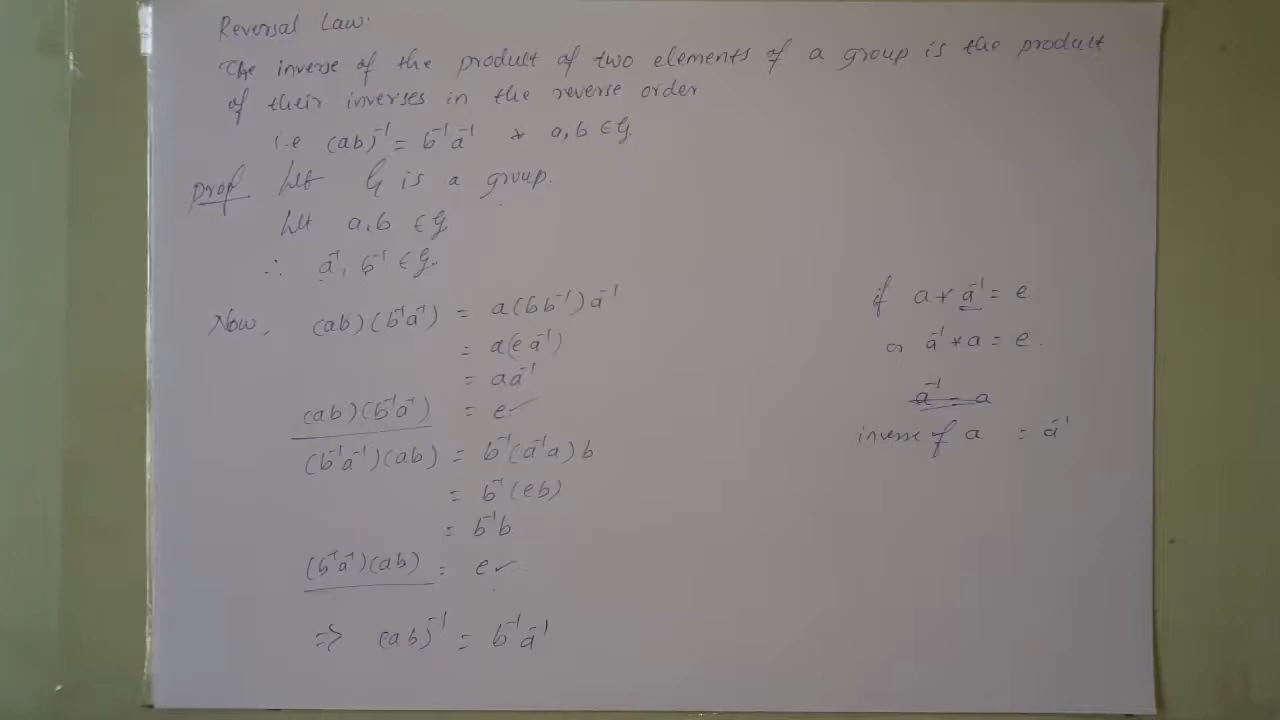 Reversal Law:
The inverse of the product of two elements of a group is the product
of their inverses in the reverse order
i.e (ab)⁻¹ = b⁻¹a⁻¹ * a,b ∈ G
Prof Let G is a group.
Let a,b ∈ G
∴ a⁻¹, b⁻¹ ∈ G.
Now, (ab)(b⁻¹a⁻¹) = a(bb⁻¹)a⁻¹
= a(ea⁻¹)
= aa⁻¹
(ab)(b⁻¹a⁻¹) = e✓
(b⁻¹a⁻¹)(ab) = b⁻¹(a⁻¹a)b
= b⁻¹(eb)
= b⁻¹b
(b⁻¹a⁻¹)(ab) = e✓
⇒ (ab)⁻¹ = b⁻¹a⁻¹
if a * a⁻¹ = e
or a⁻¹ * a = e.
a⁻¹ = a
inverse of a = a⁻¹